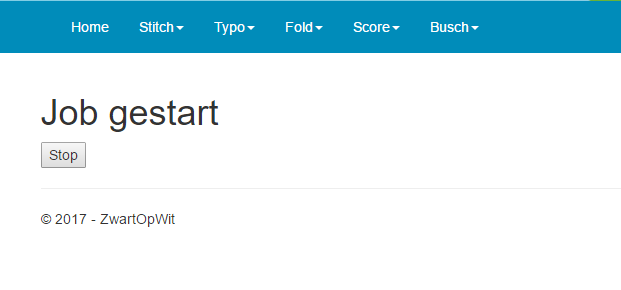 Home Stitch Typo Fold Score Busch
Job gestart
Stop
© 2017 - ZwartOpWit